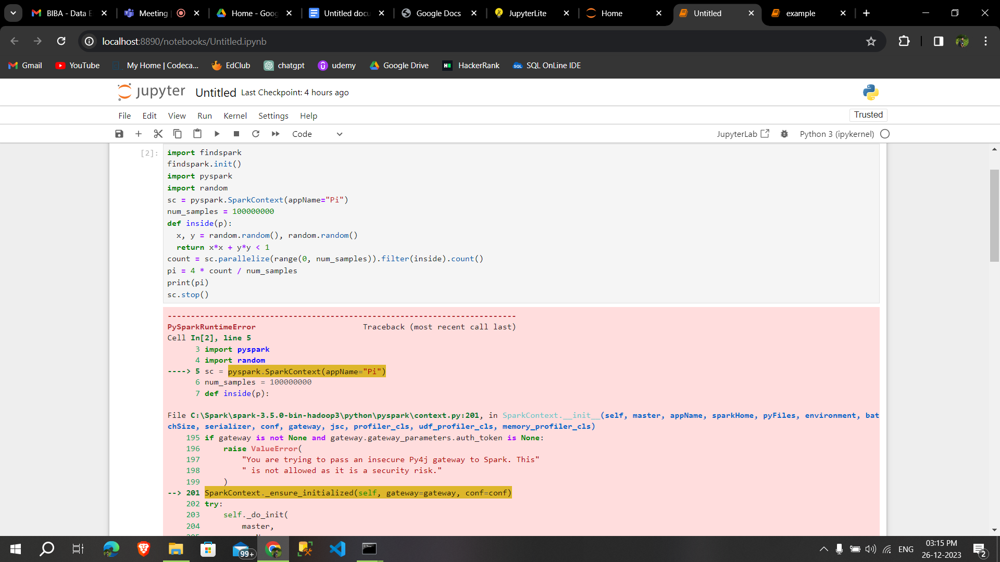 BIBA - Data E
Meeting
Home - Goog
Untitled docu
Google Docs
JupyterLite
Home
Untitled
example
localhost:8890/notebooks/Untitled.ipynb
Gmail
YouTube
My Home | Codeca...
EdClub
chatgpt
udemy
Google Drive
HackerRank
SQL OnLine IDE
jupyter Untitled Last Checkpoint: 4 hours ago
File Edit View Run Kernel Settings Help Trusted
Code JupyterLab Python 3 (ipykernel)
[2]: import findspark
findspark.init()
import pyspark
import random
sc = pyspark.SparkContext(appName="Pi")
num_samples = 100000000
def inside(p):
x, y = random.random(), random.random()
return x*x + y*y < 1
count = sc.parallelize(range(0, num_samples)).filter(inside).count()
pi = 4 * count / num_samples
print(pi)
sc.stop()
---------------------------------------------------------------------------
PySparkRuntimeError Traceback (most recent call last)
Cell In[2], line 5
3 import pyspark
4 import random
----> 5 sc = pyspark.SparkContext(appName="Pi")
6 num_samples = 100000000
7 def inside(p):
File C:\Spark\spark-3.5.0-bin-hadoop3\python\pyspark\context.py:201, in SparkContext.__init__(self, master, appName, sparkHome, pyFiles, environment, bat
chSize, serializer, conf, gateway, jsc, profiler_cls, udf_profiler_cls, memory_profiler_cls)
195 if gateway is not None and gateway.gateway_parameters.auth_token is None:
196 raise ValueError(
197 "You are trying to pass an insecure Py4j gateway to Spark. This"
198 " is not allowed as it is a security risk."
199 )
--> 201 SparkContext._ensure_initialized(self, gateway=gateway, conf=conf)
202 try:
203 self._do_init(
204 master,
99+
ENG
03:15 PM
26-12-2023
2